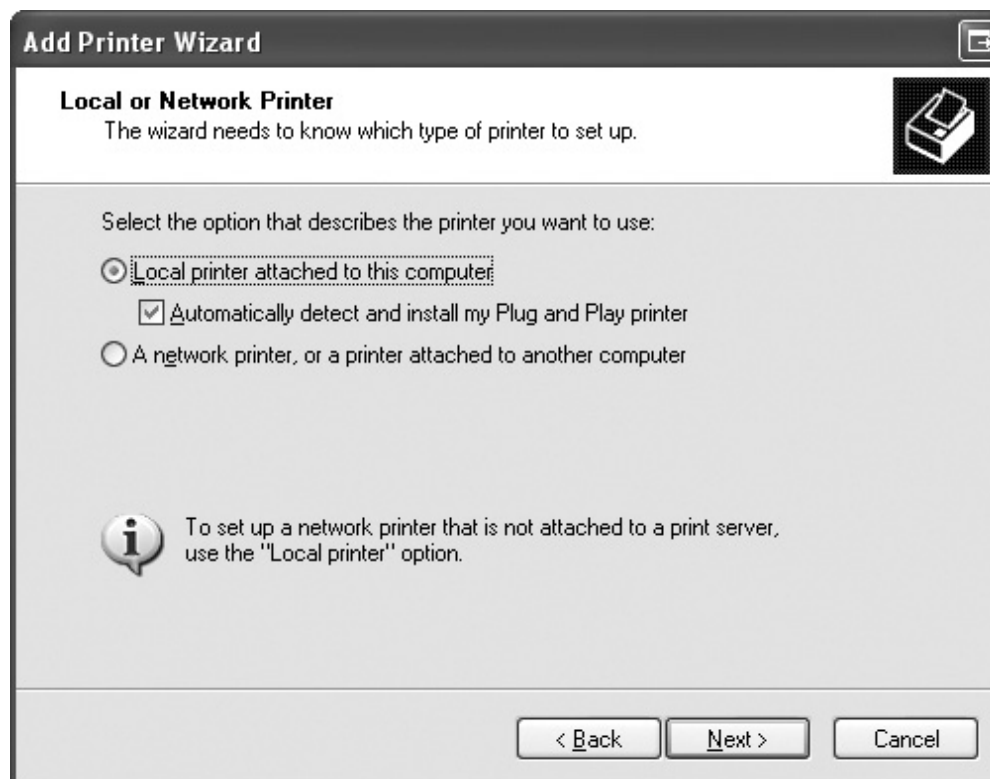 Add Printer Wizard
Local or Network Printer
The wizard needs to know which type of printer to set up.
Select the option that describes the printer you want to use:
Local printer attached to this computer
Automatically detect and install my Plug and Play printer
A network printer, or a printer attached to another computer
To set up a network printer that is not attached to a print server,
use the "Local printer" option.
< Back
Next >
Cancel